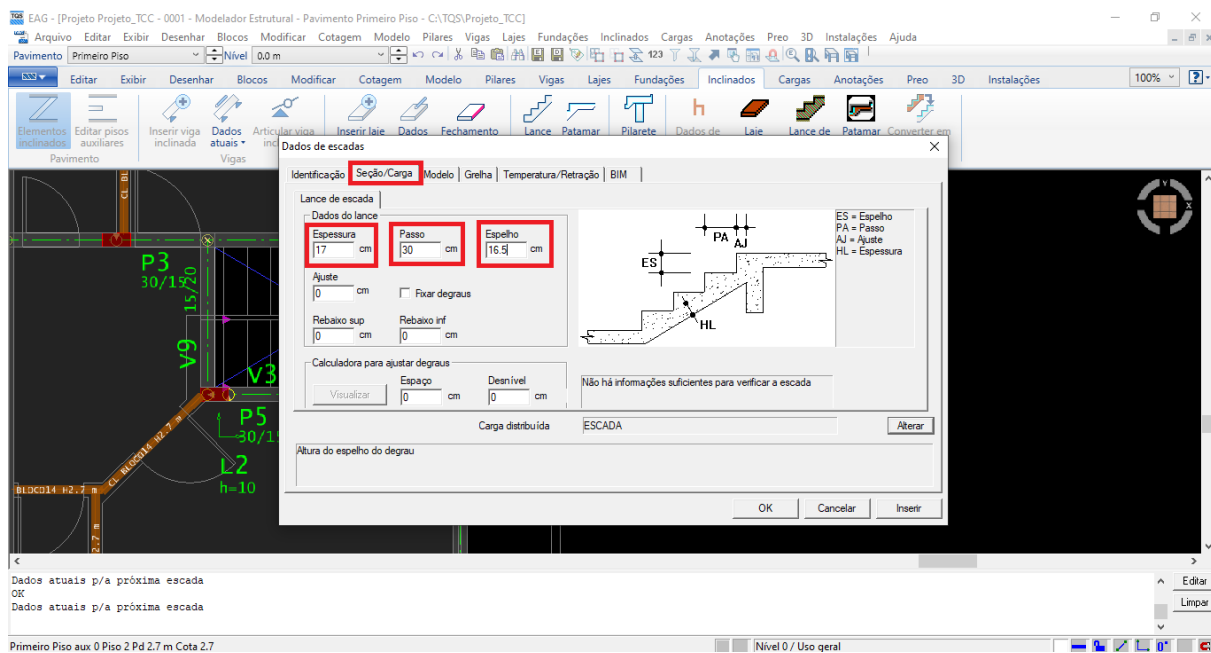 TQS EAG - [Projeto Projeto_TCC - 0001 - Modelador Estrutural - Pavimento Primeiro Piso - C:\TQS\Projeto_TCC]
Arquivo Editar Exibir Desenhar Blocos Modificar Cotagem Modelo Pilares Vigas Lajes Fundações Inclinados Cargas Anotações Preo 3D Instalações Ajuda
Pavimento Primeiro Piso Nível 0.0 m 123
Editar Exibir Desenhar Blocos Modificar Cotagem Modelo Pilares Vigas Lajes Fundações Inclinados Cargas Anotações Preo 3D Instalações 100% ?
Elementos Editar pisos Inserir viga Dados Articular viga Inserir laje Dados Fechamento Lance Patamar Pilarete Dados de Laje Lance de Patamar Converter em
inclinados auxiliares inclinada atuais
Pavimento Vigas
Dados de escadas
Identificação Seção/Carga Modelo Grelha Temperatura/Retração BIM
Lance de escada
Dados do lance
Espessura Passo Espelho
17 cm 30 cm 16.5 cm
Ajuste
0 cm Fixar degraus
Rebaixo sup Rebaixo inf
0 cm 0 cm
PA AJ
ES
HL
ES = Espelho
PA = Passo
AJ = Ajuste
HL = Espessura
Calculadora para ajustar degraus
Espaço Desnível
Visualizar 0 cm 0 cm
Não há informações suficientes para verificar a escada
Carga distribuída ESCADA Alterar
Altura do espelho do degrau
OK Cancelar Inserir
P3
30/15
15/20
V9
V3
P5
30/1
L2
h=10
CL BLOCO14 H2.7 m
BLOCO14 H2.7 m
2.7 m
Dados atuais p/a próxima escada
OK
Dados atuais p/a próxima escada
Editar
Limpar
Primeiro Piso aux 0 Piso 2 Pd 2.7 m Cota 2.7 Nível 0 / Uso geral